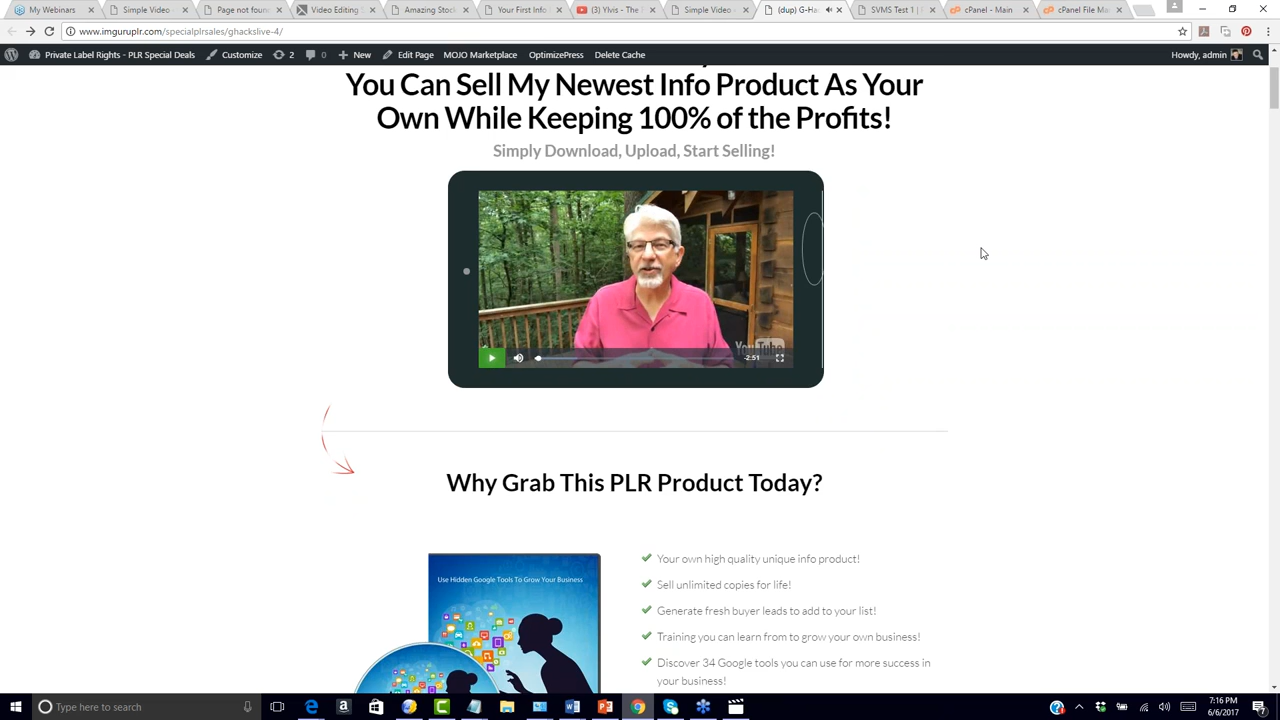 My Webinars
Simple Video
Page not foun
Video Editing
Amazing Stock
Your First Info
(3) Ylvis - The
Simple Video
(dup) G-Ha
SVMS Test 1 |
cPanel - Main
cPanel File Ma
www.imguruplr.com/specialplrsales/ghackslive-4/
Private Label Rights - PLR Special Deals
Customize
2
0
New
Edit Page
MOJO Marketplace
OptimizePress
Delete Cache
Howdy, admin
You Can Sell My Newest Info Product As Your
Own While Keeping 100% of the Profits!
Simply Download, Upload, Start Selling!
YouTube
-2:51
Why Grab This PLR Product Today?
Use Hidden Google Tools To Grow Your Business
Your own high quality unique info product!
Sell unlimited copies for life!
Generate fresh buyer leads to add to your list!
Training you can learn from to grow your own business!
Discover 34 Google tools you can use for more success in
your business!
Type here to search
7:16 PM
6/6/2017